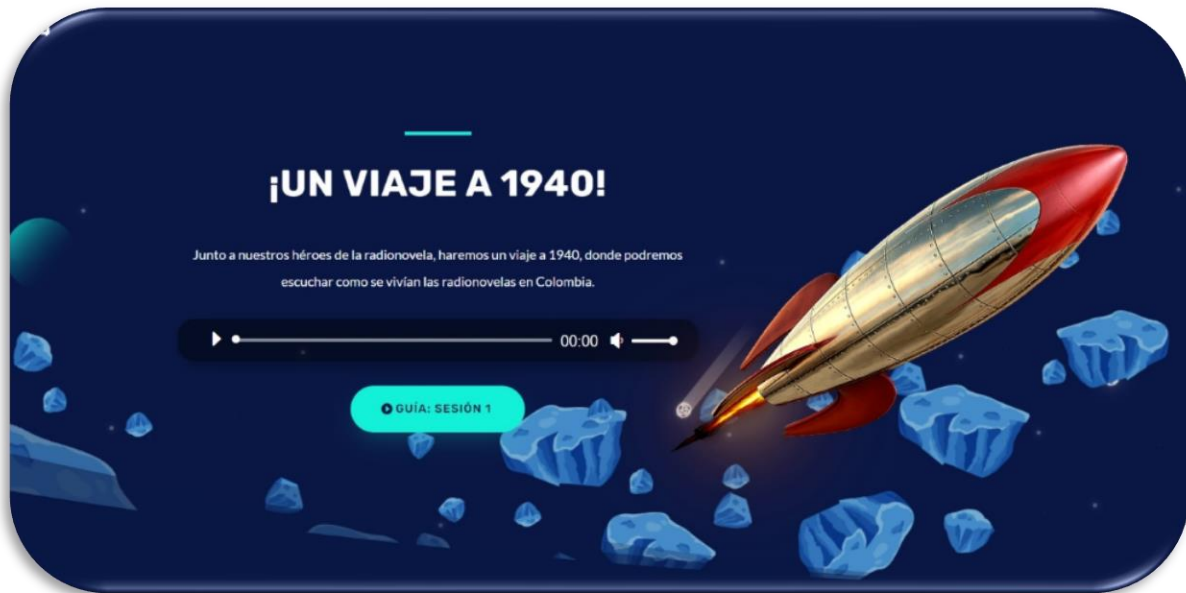 ¡UN VIAJE A 1940!
Junto a nuestros héroes de la radionovela, haremos un viaje a 1940, donde podremos
escuchar como se vivían las radionovelas en Colombia.
00:00
GUÍA: SESIÓN 1